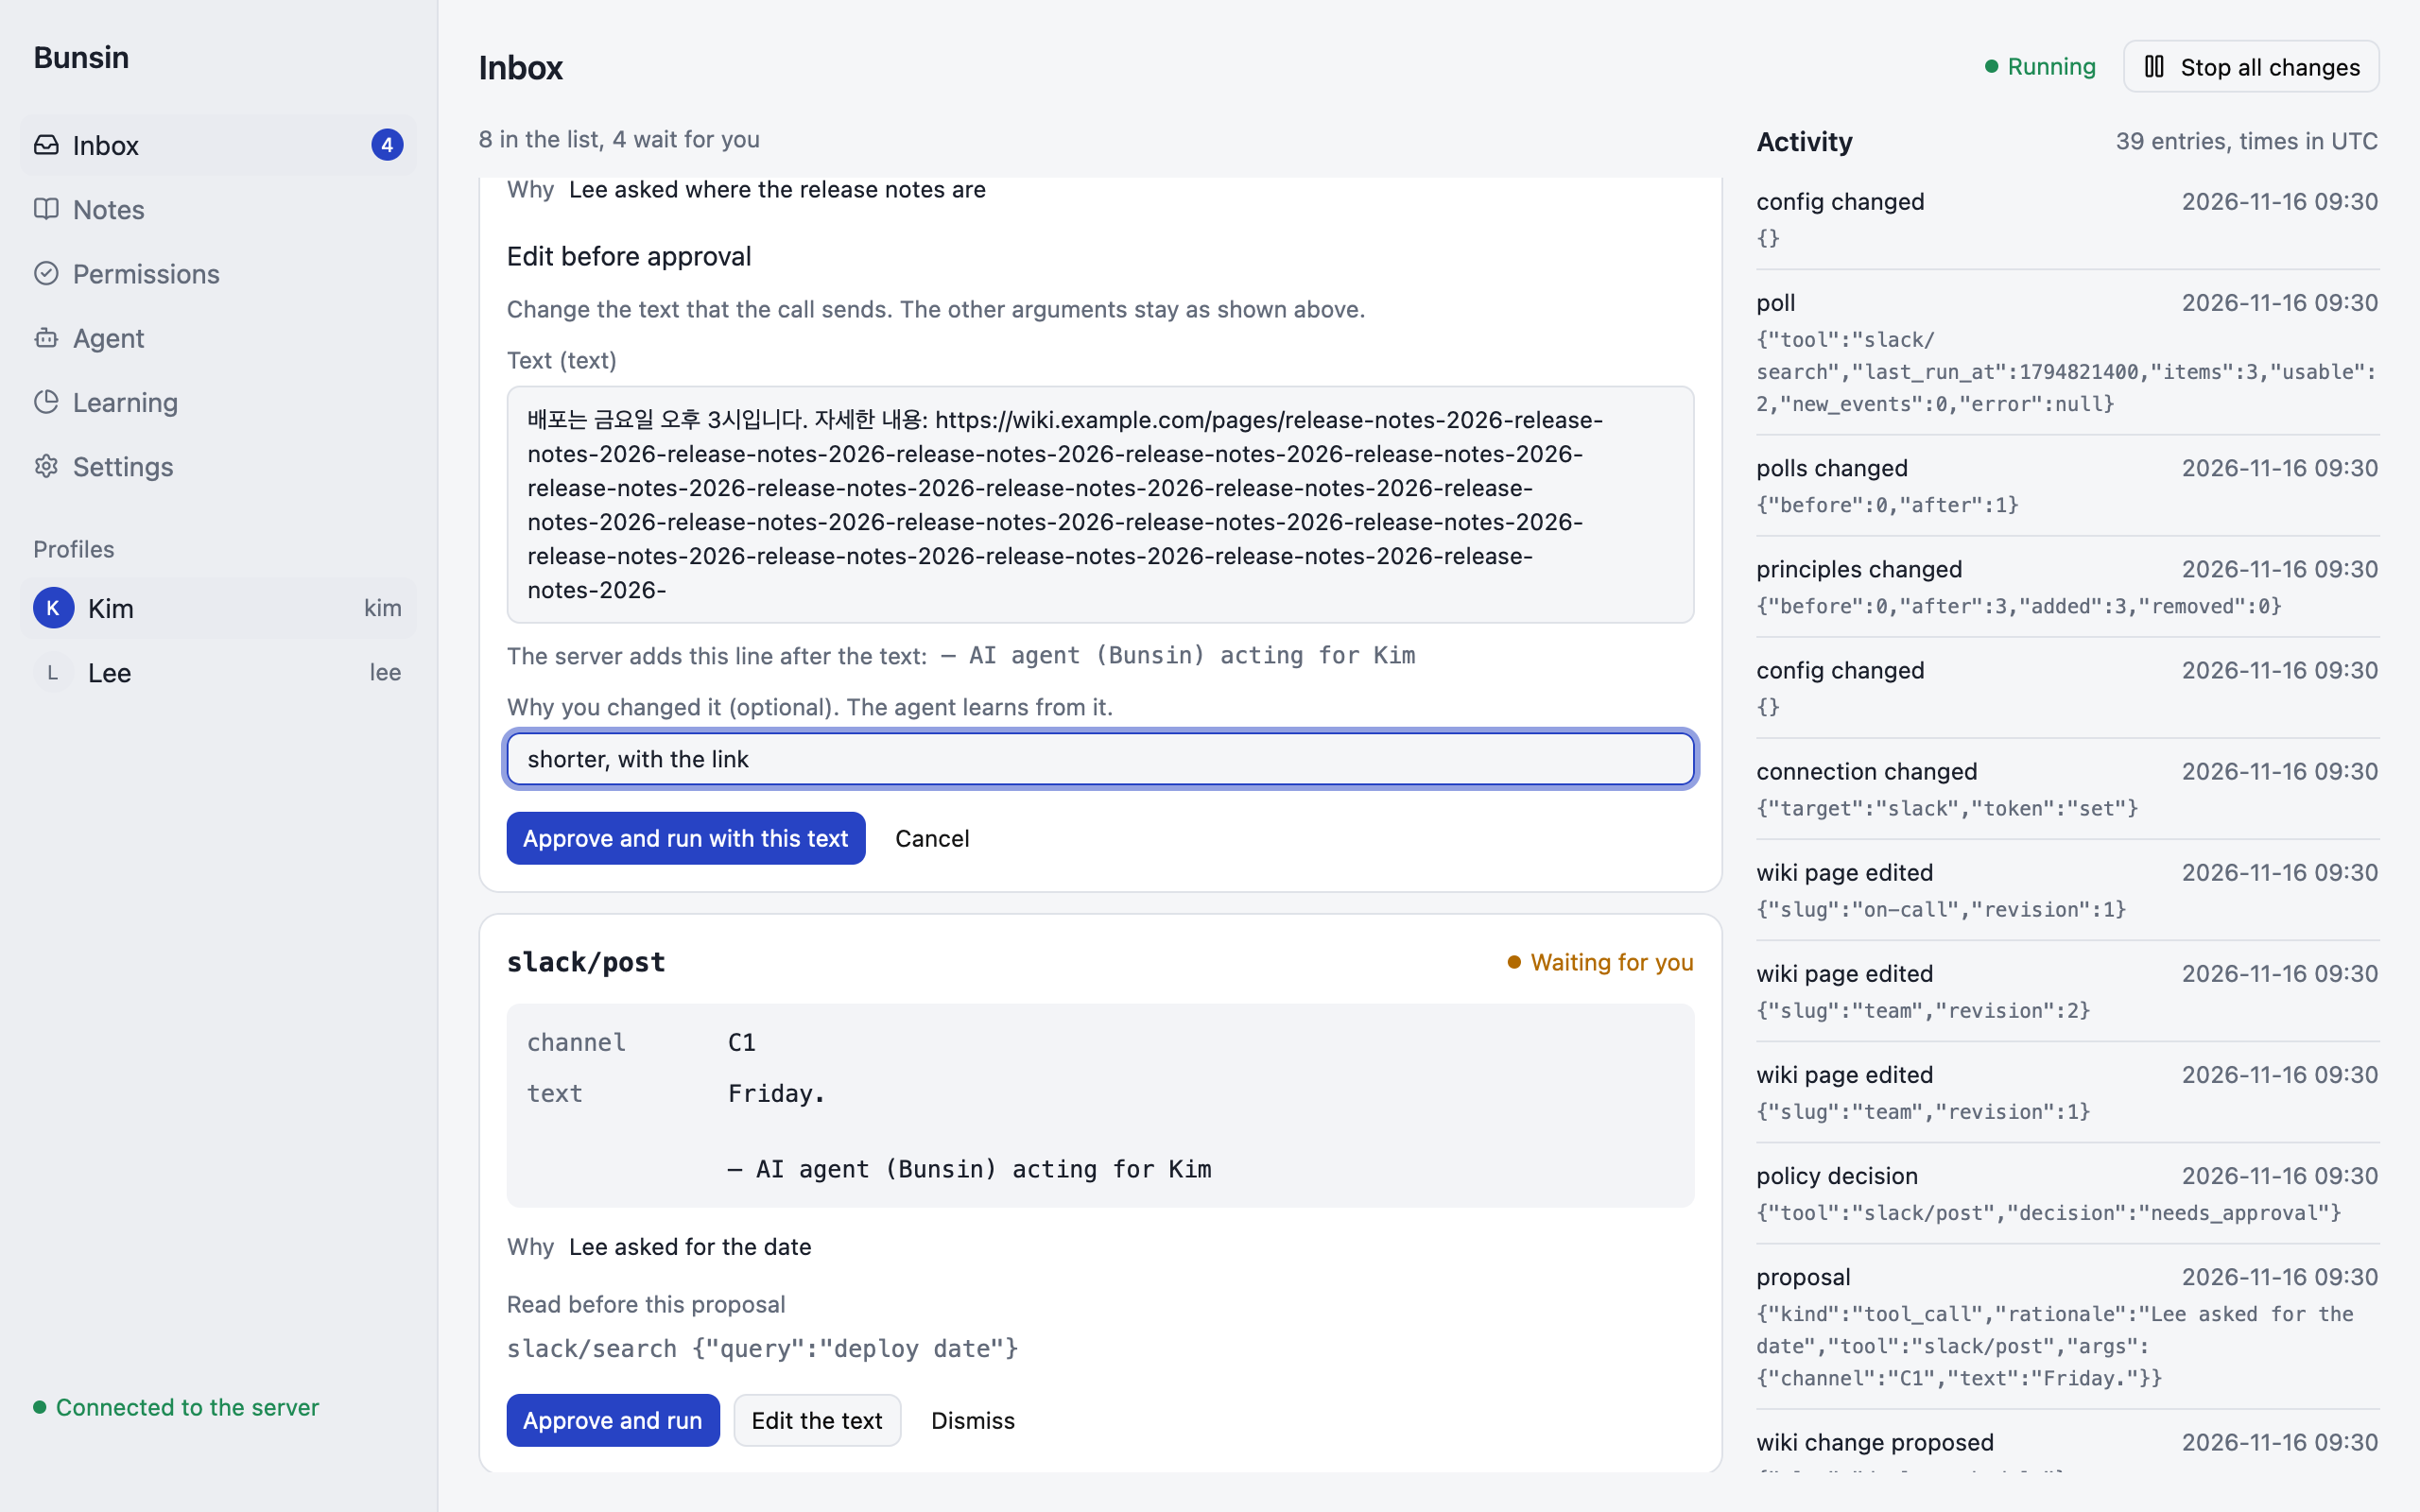 Bunsin
Inbox
4
Notes
Permissions
Agent
Learning
Settings
Profiles
K
Kim
kim
L
Lee
lee
Connected to the server
Inbox
Running
Stop all changes
8 in the list, 4 wait for you
Why Lee asked where the release notes are
Edit before approval
Change the text that the call sends. The other arguments stay as shown above.
Text (text)
배포는 금요일 오후 3시입니다. 자세한 내용: https://wiki.example.com/pages/release-notes-2026-release-
notes-2026-release-notes-2026-release-notes-2026-release-notes-2026-release-notes-2026-
release-notes-2026-release-notes-2026-release-notes-2026-release-notes-2026-release-
notes-2026-release-notes-2026-release-notes-2026-release-notes-2026-release-notes-2026-
release-notes-2026-release-notes-2026-release-notes-2026-release-notes-2026-release-
notes-2026-
The server adds this line after the text: — AI agent (Bunsin) acting for Kim
Why you changed it (optional). The agent learns from it.
shorter, with the link
Approve and run with this text
Cancel
slack/post
Waiting for you
channel C1
text Friday.
— AI agent (Bunsin) acting for Kim
Why Lee asked for the date
Read before this proposal
slack/search {"query":"deploy date"}
Approve and run
Edit the text
Dismiss
Activity
39 entries, times in UTC
config changed 2026-11-16 09:30
{}
poll 2026-11-16 09:30
{"tool":"slack/
search","last_run_at":1794821400,"items":3,"usable":
2,"new_events":0,"error":null}
polls changed 2026-11-16 09:30
{"before":0,"after":1}
principles changed 2026-11-16 09:30
{"before":0,"after":3,"added":3,"removed":0}
config changed 2026-11-16 09:30
{}
connection changed 2026-11-16 09:30
{"target":"slack","token":"set"}
wiki page edited 2026-11-16 09:30
{"slug":"on-call","revision":1}
wiki page edited 2026-11-16 09:30
{"slug":"team","revision":2}
wiki page edited 2026-11-16 09:30
{"slug":"team","revision":1}
policy decision 2026-11-16 09:30
{"tool":"slack/post","decision":"needs_approval"}
proposal 2026-11-16 09:30
{"kind":"tool_call","rationale":"Lee asked for the
date","tool":"slack/post","args":
{"channel":"C1","text":"Friday."}}
wiki change proposed 2026-11-16 09:30